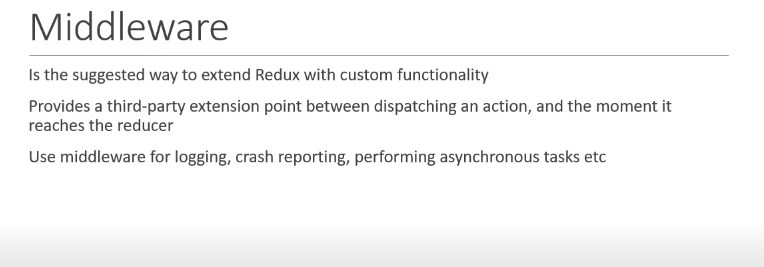 Middleware
Is the suggested way to extend Redux with custom functionality
Provides a third-party extension point between dispatching an action, and the moment it
reaches the reducer
Use middleware for logging, crash reporting, performing asynchronous tasks etc